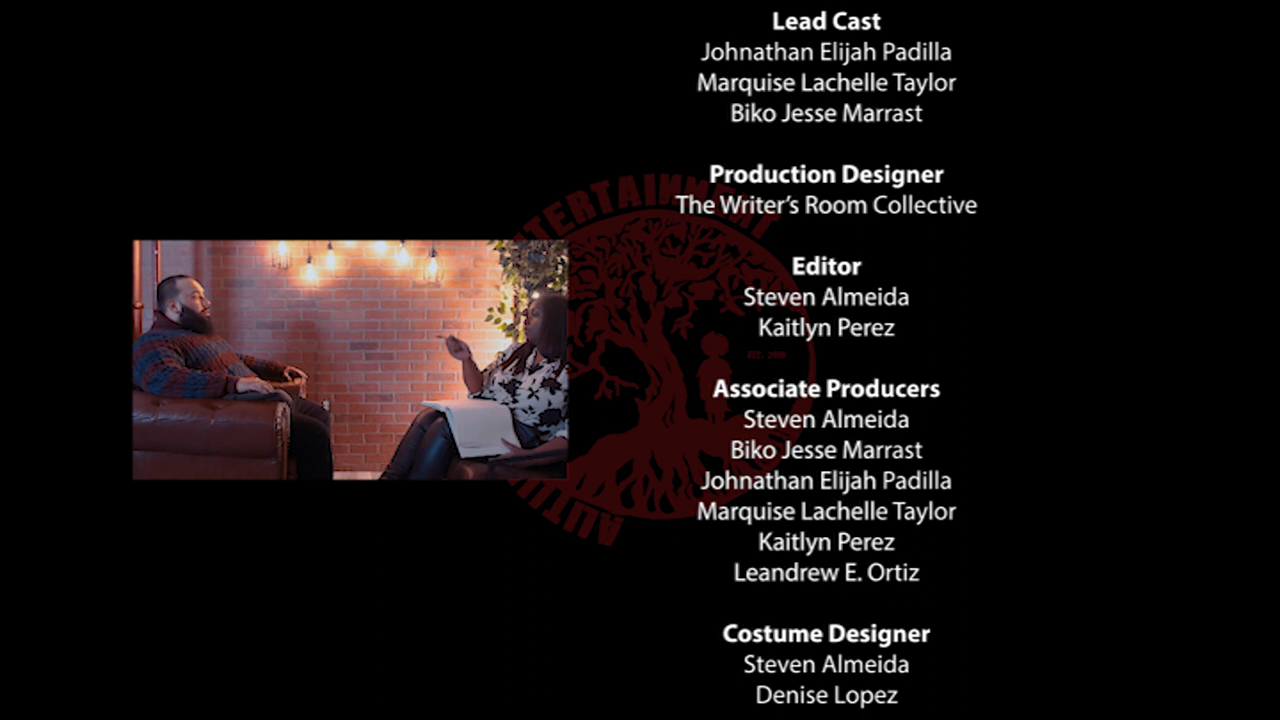 Lead Cast
Johnathan Elijah Padilla
Marquise Lachelle Taylor
Biko Jesse Marrast
Production Designer
The Writer's Room Collective
Editor
Steven Almeida
Kaitlyn Perez
Associate Producers
Steven Almeida
Biko Jesse Marrast
Johnathan Elijah Padilla
Marquise Lachelle Taylor
Kaitlyn Perez
Leandrew E. Ortiz
Costume Designer
Steven Almeida
Denise Lopez